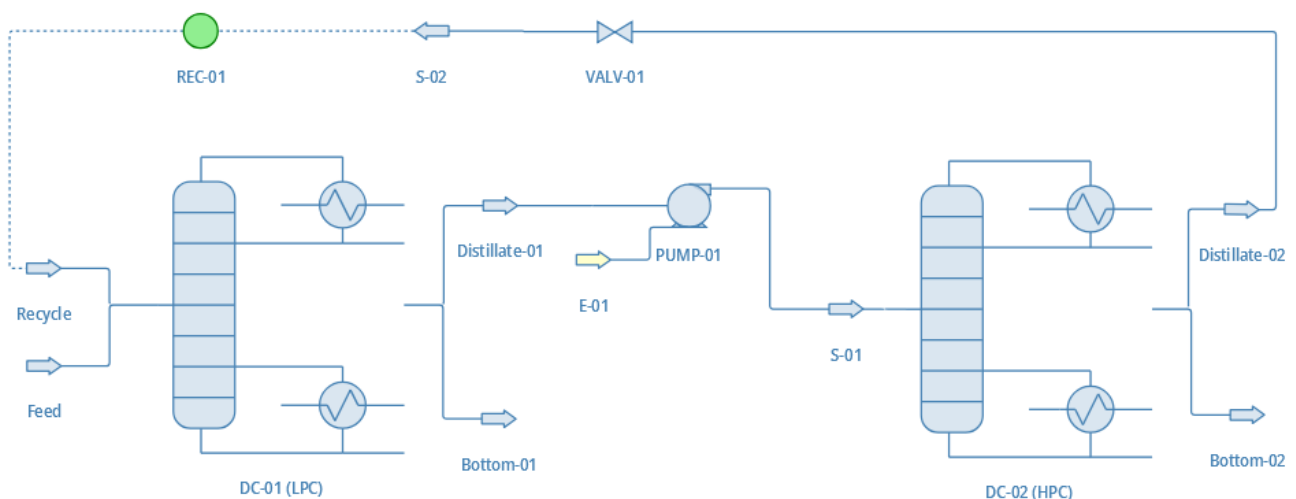 REC-01
S-02
VALV-01
Distillate-01
PUMP-01
Distillate-02
E-01
Recycle
S-01
Feed
Bottom-01
Bottom-02
DC-01 (LPC)
DC-02 (HPC)